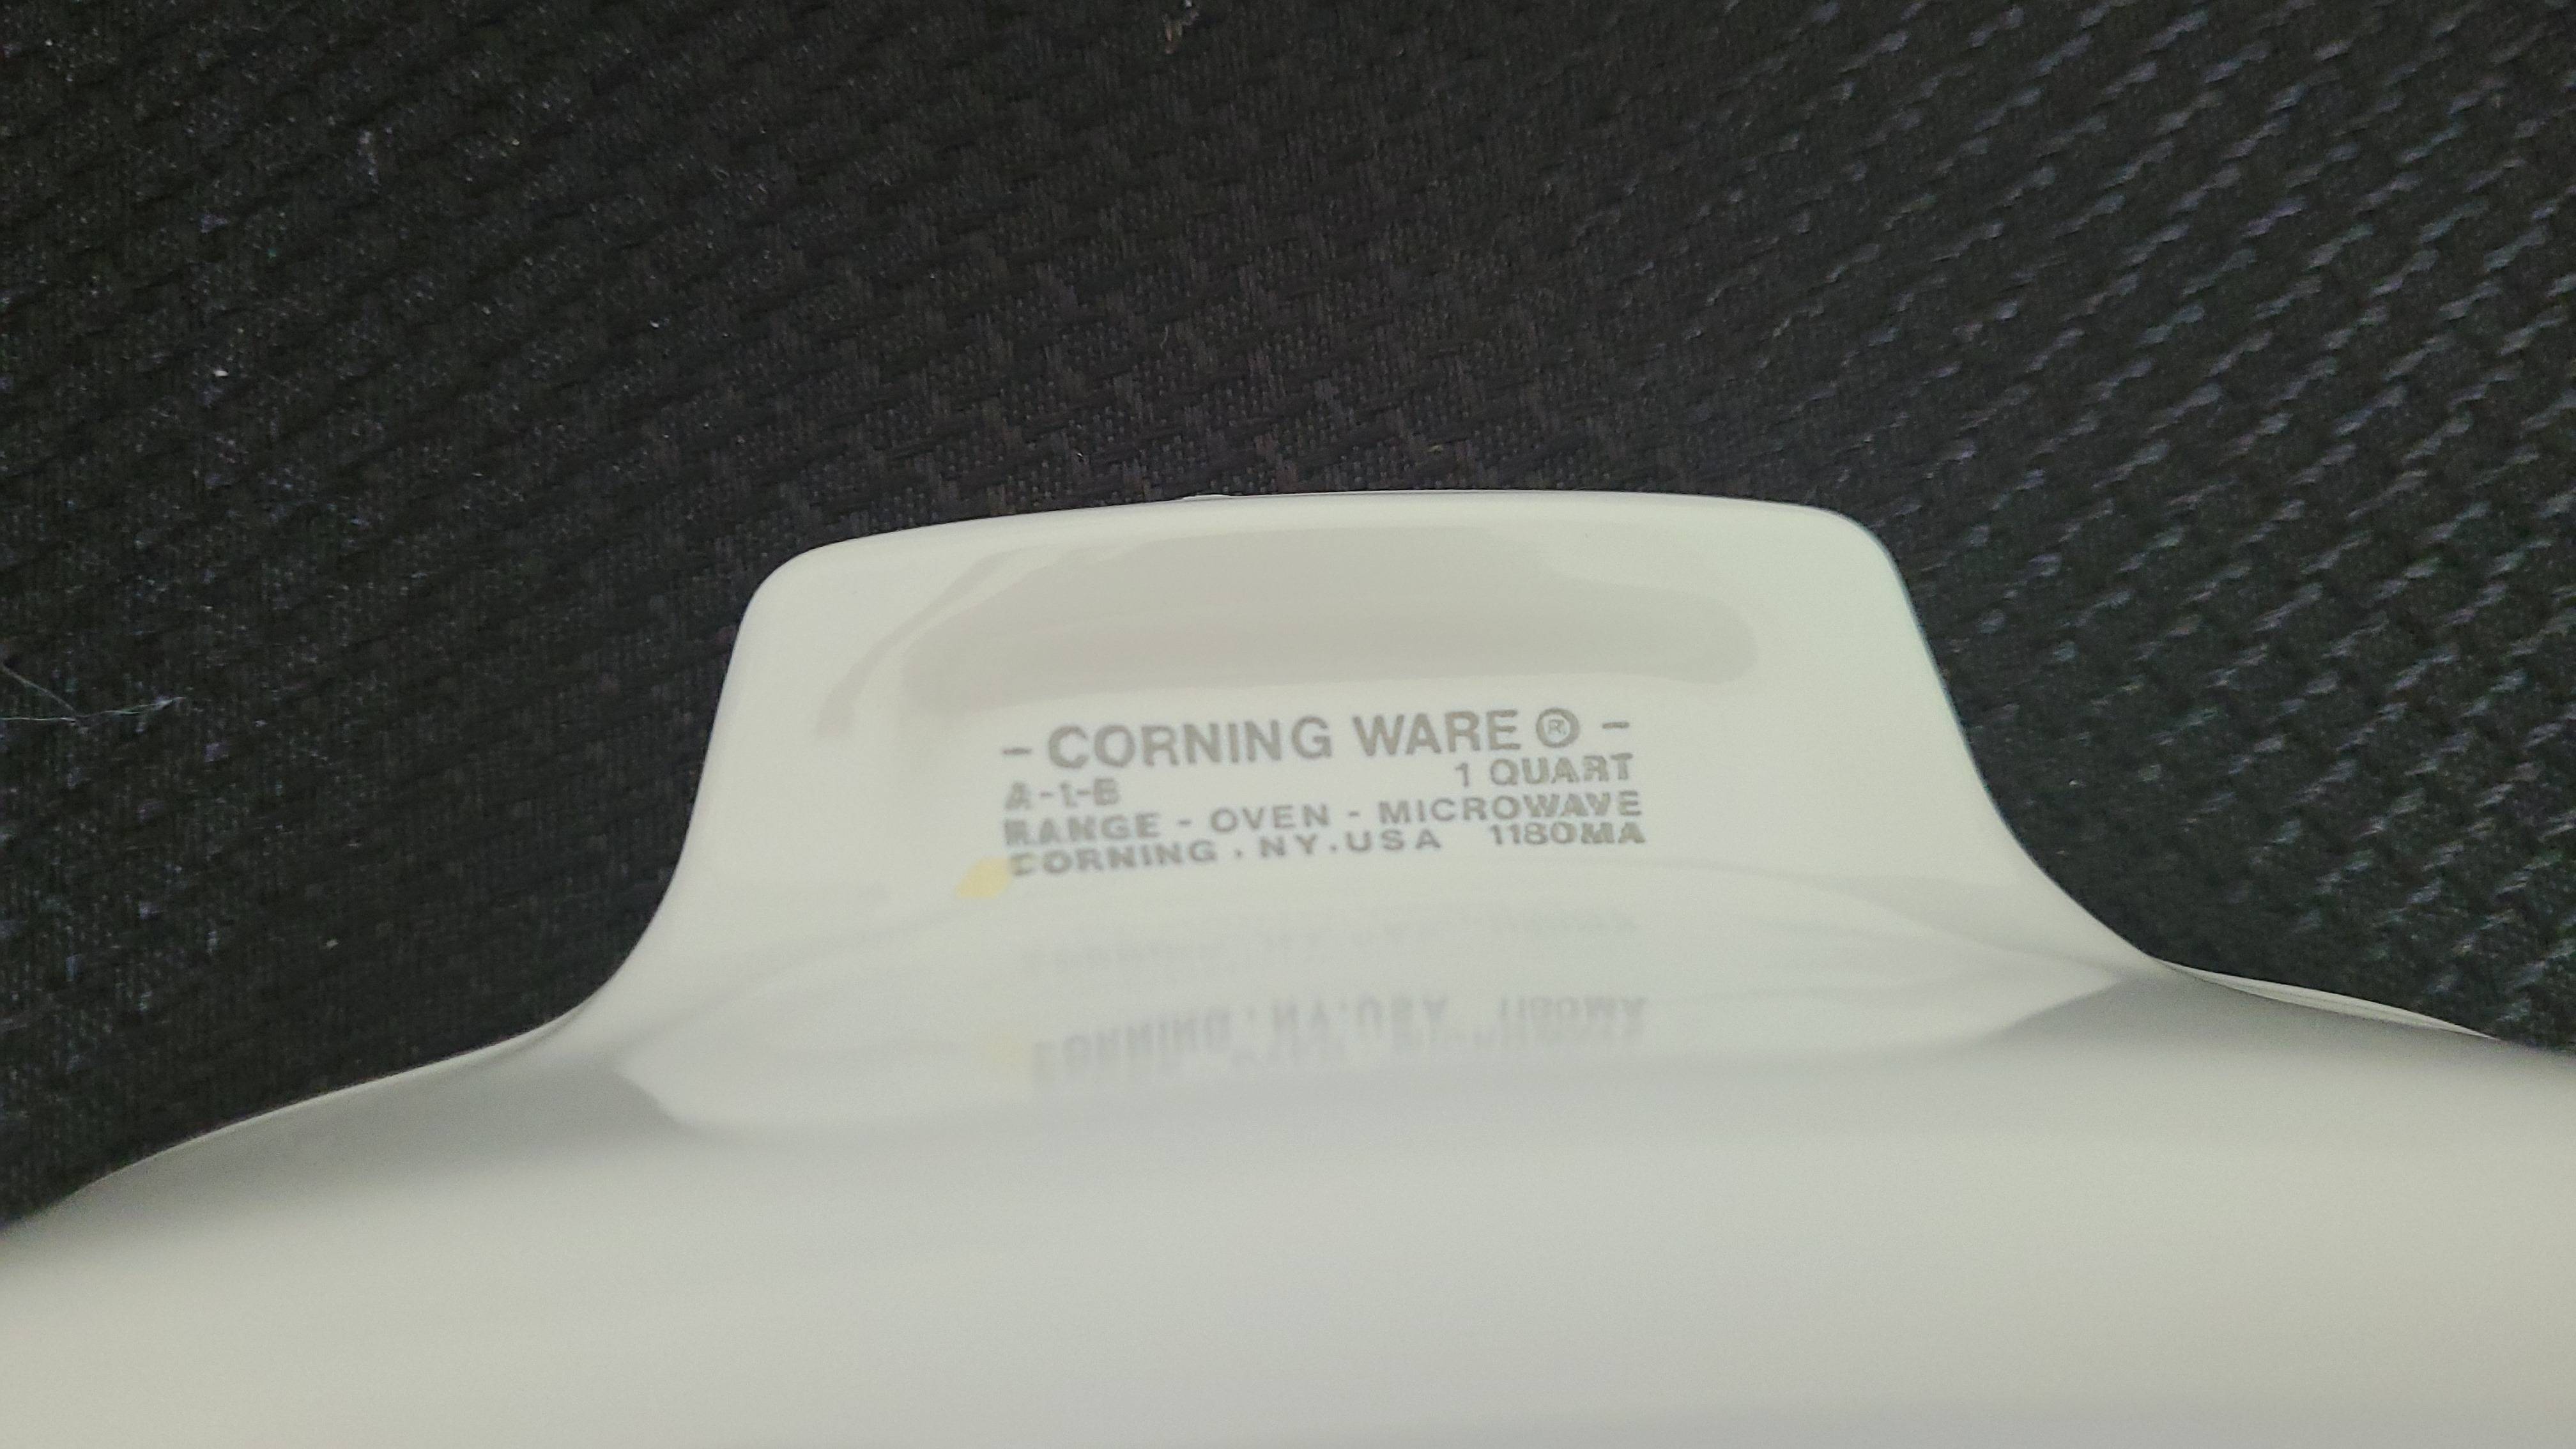 - CORNING WARE ® -
A-1-B 1 QUART
RANGE - OVEN - MICROWAVE
CORNING . NY. USA 1180MA